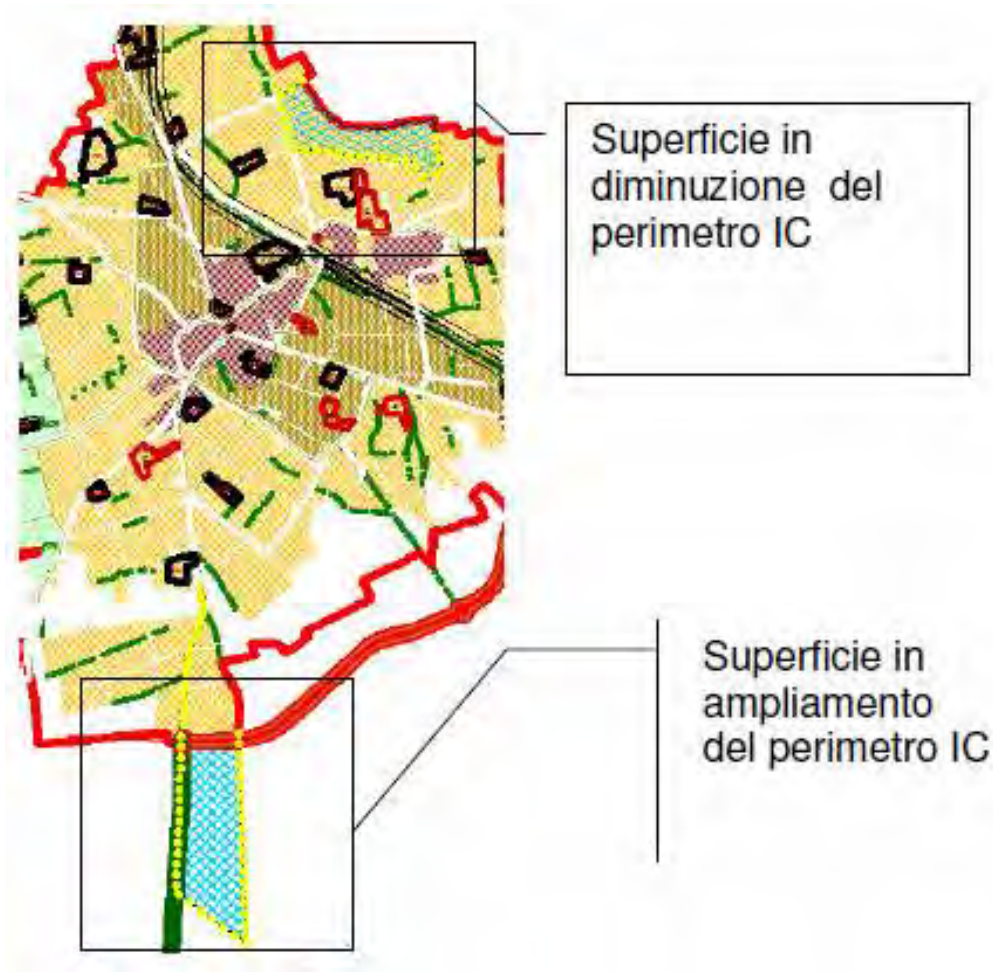 Superficie in
diminuzione del
perimetro IC
Superficie in
ampliamento
del perimetro IC